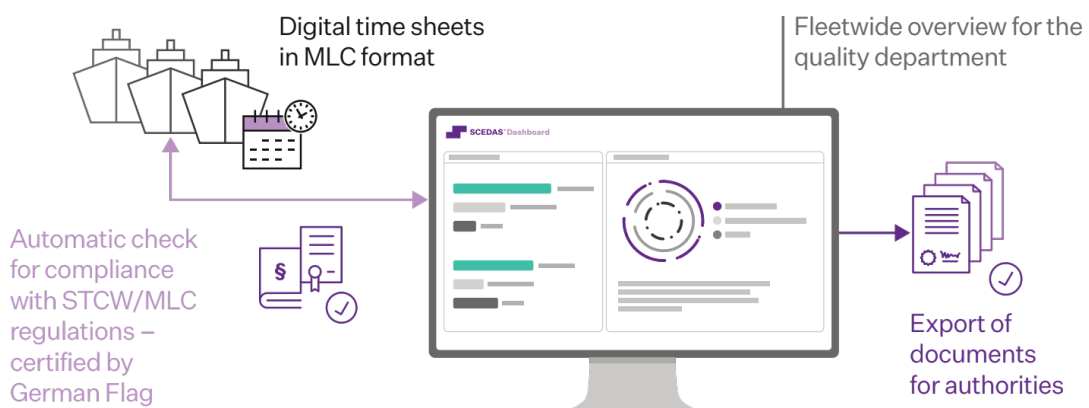 Digital time sheets
in MLC format
Fleetwide overview for the
quality department
SCEDAS® Dashboard
Automatic check
for compliance
with STCW/MLC
regulations –
certified by
German Flag
§
Export of
documents
for authorities